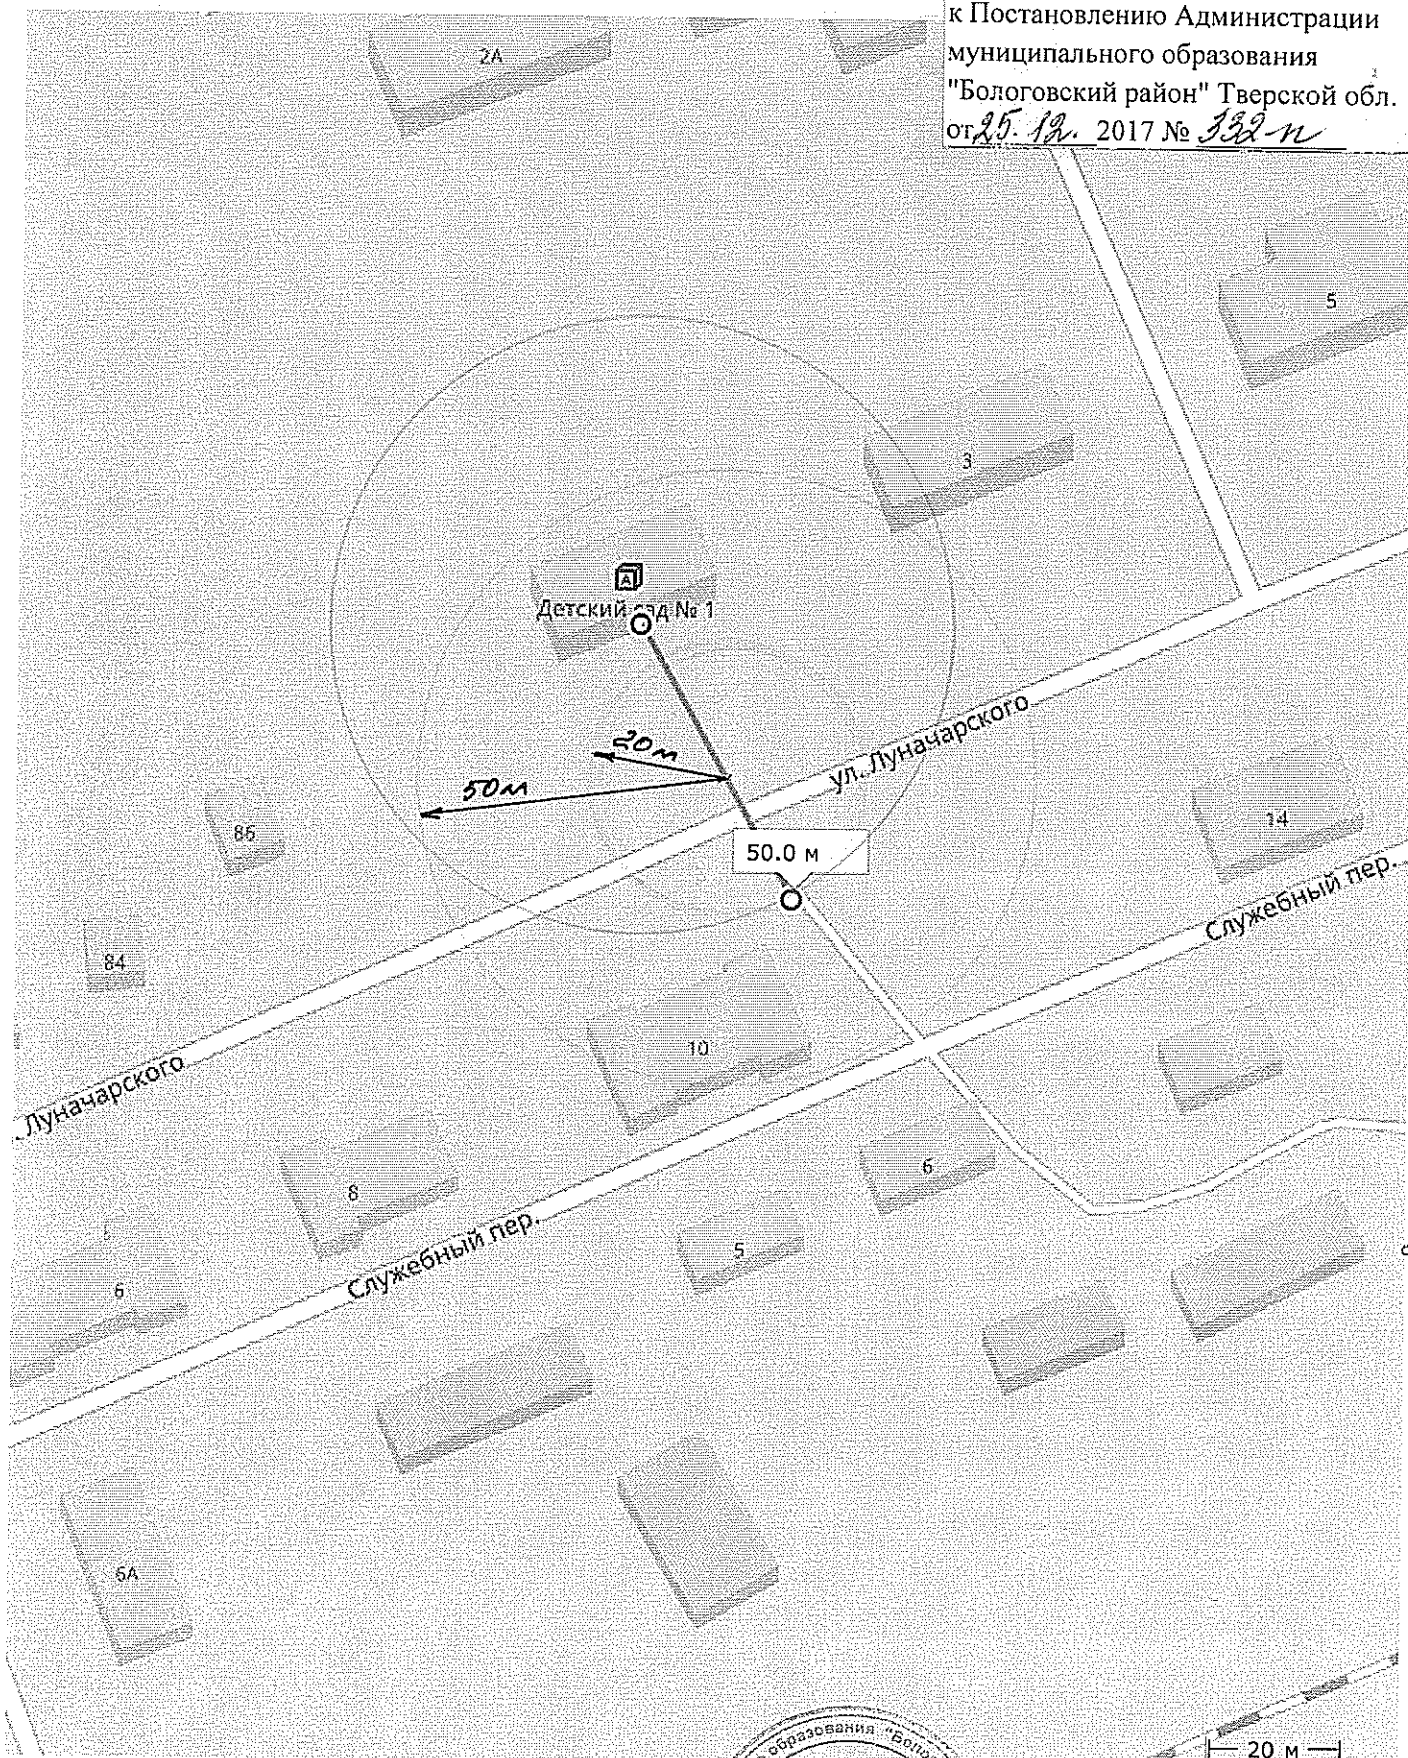 к Постановлению Администрации
муниципального образования
"Бологовский район" Тверской обл.
от 25.12. 2017 № 332-п
2А
5
3
Детский сад № 1
20м
50м
ул. Луначарского
50.0 м
86
14
Служебный пер.
84
10
Луначарского
8
6
5
Служебный пер.
6
6А
образования "Боло
20 м